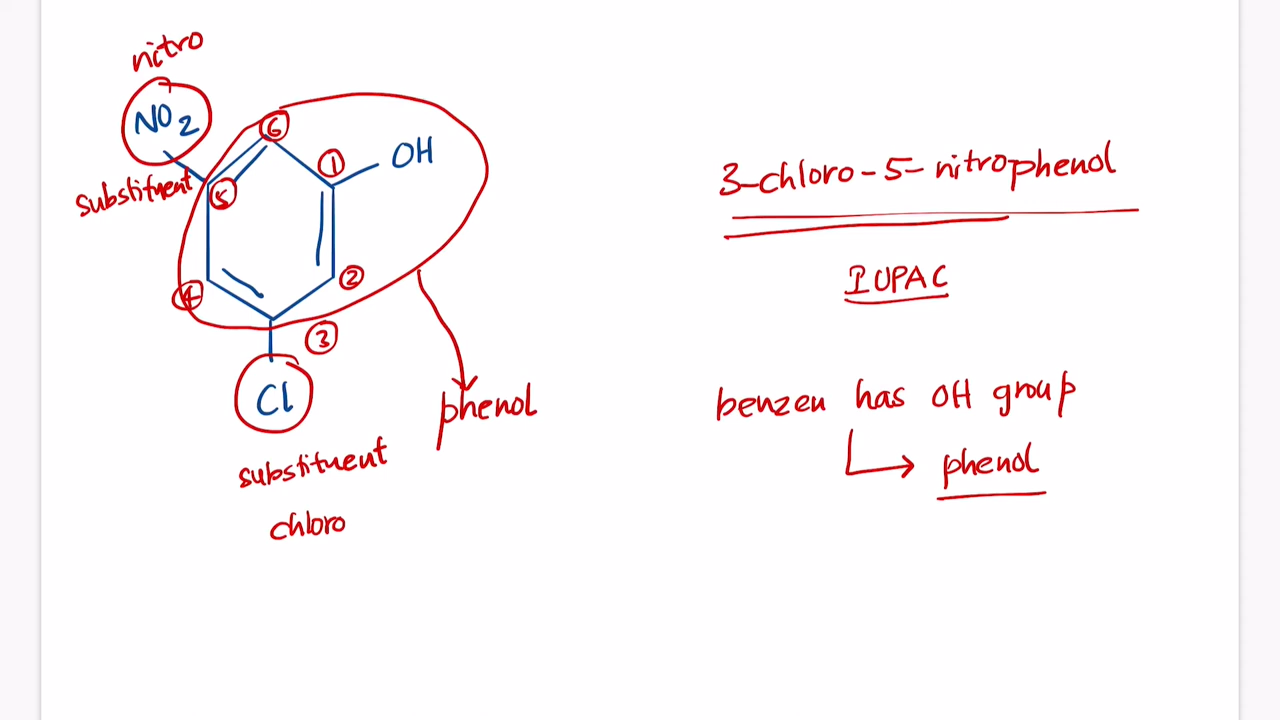 nitro
NO2
substituent
6
1
OH
5
2
4
3
Cl
substituent
chloro
phenol
3-chloro-5-nitrophenol
IUPAC
benzen has OH group
phenol